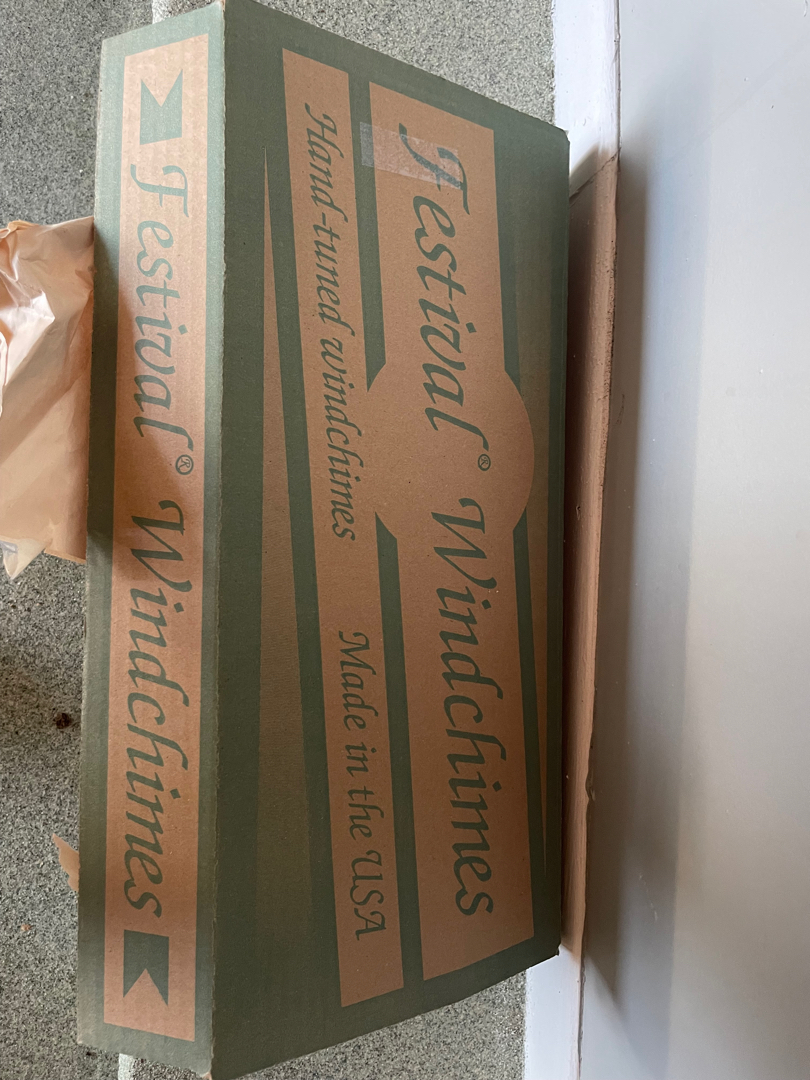 Festival® Windchimes
Hand-tuned windchimes Made in the USA
Festival® Windchimes